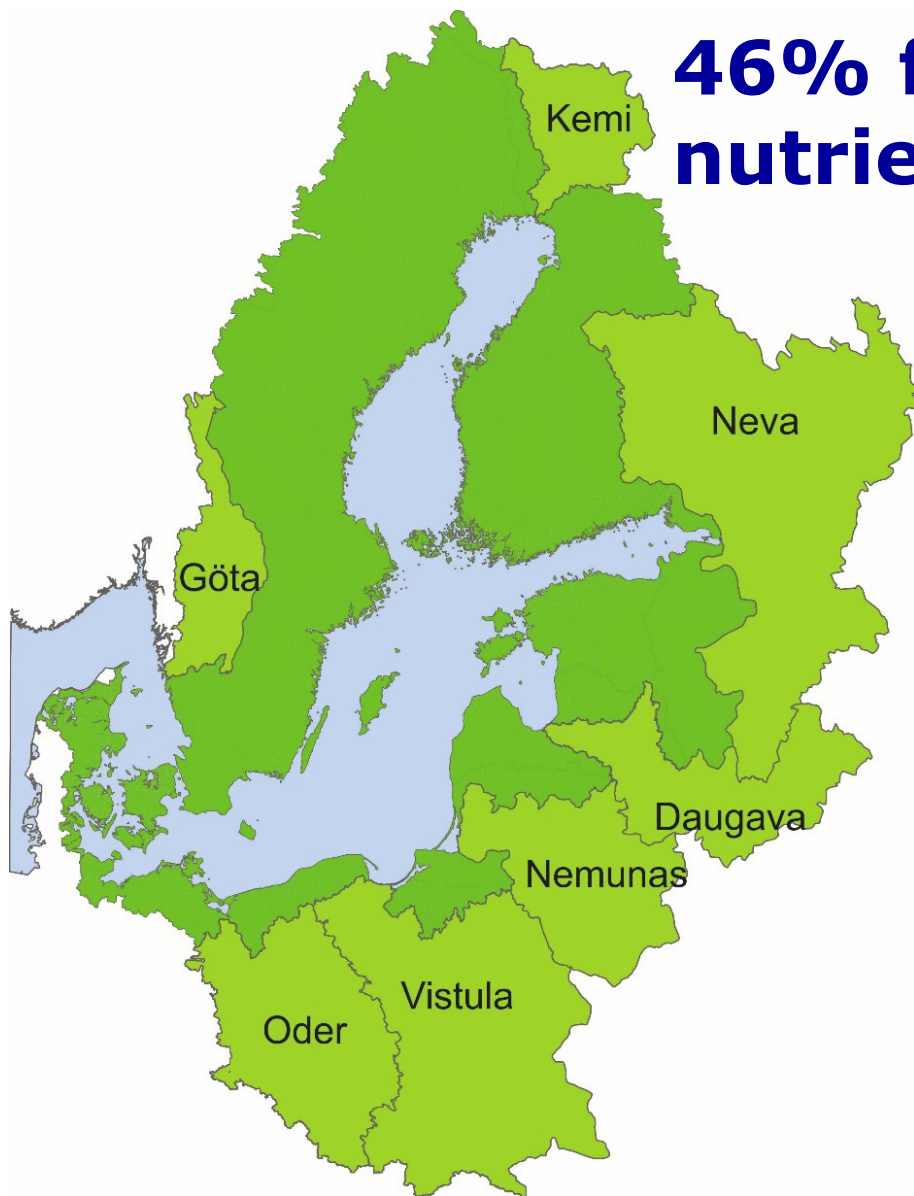 46% f
nutrie
Kemi
Neva
Göta
Daugava
Nemunas
Vistula
Oder